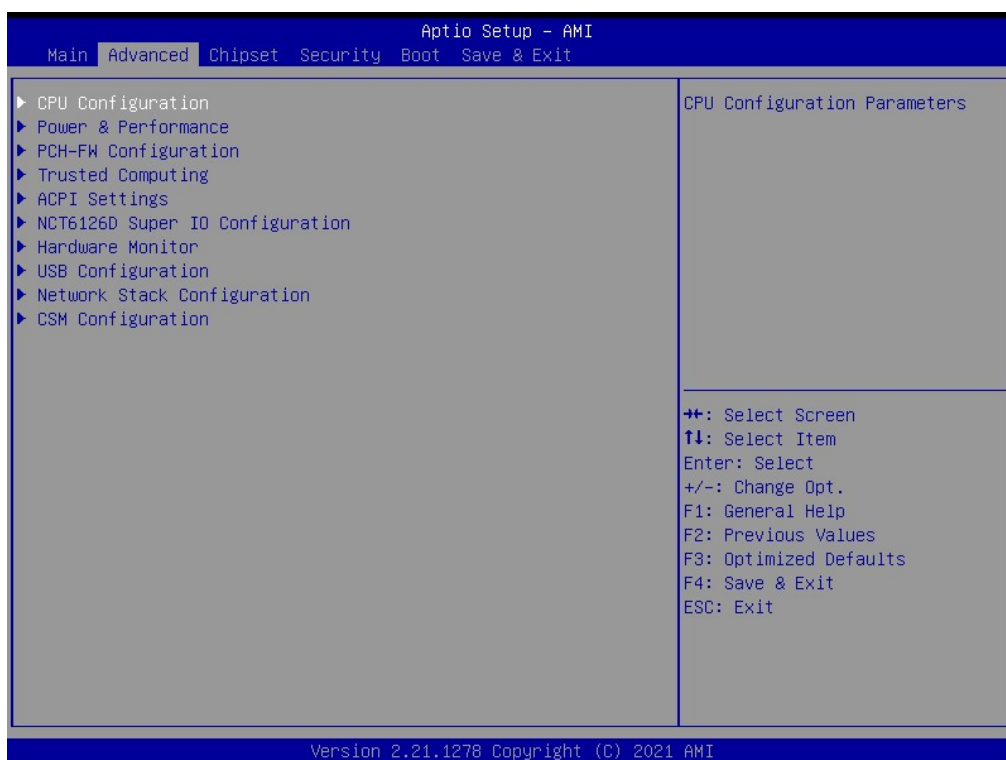 Aptio Setup - AMI
Main Advanced Chipset Security Boot Save & Exit
CPU Configuration
Power & Performance
PCH-FW Configuration
Trusted Computing
ACPI Settings
NCT6126D Super IO Configuration
Hardware Monitor
USB Configuration
Network Stack Configuration
CSM Configuration
CPU Configuration Parameters
→←: Select Screen
↑↓: Select Item
Enter: Select
+/-: Change Opt.
F1: General Help
F2: Previous Values
F3: Optimized Defaults
F4: Save & Exit
ESC: Exit
Version 2.21.1278 Copyright (C) 2021 AMI